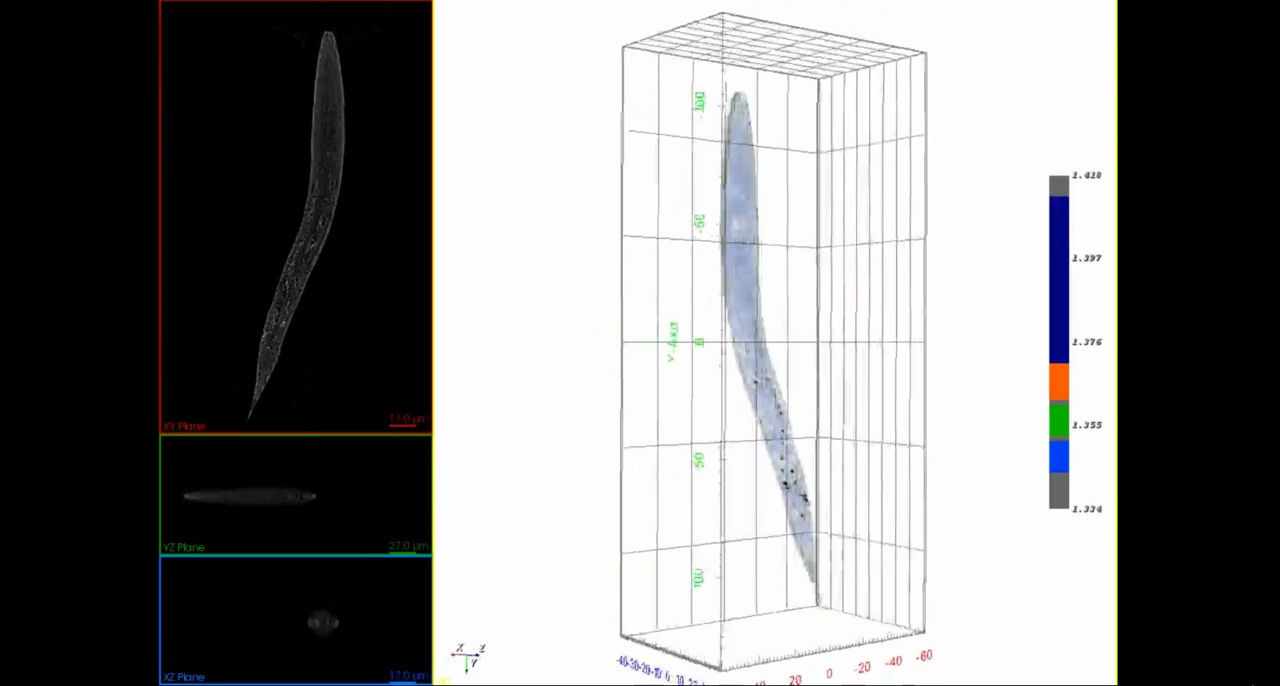 XY Plane
17.0 µm
YZ Plane
27.0 µm
XZ Plane
17.0 µm
X Z
Y
-100
-50
Y-Axis
0
50
100
20
0
-20
-40
-60
1.418
1.397
1.376
1.355
1.334